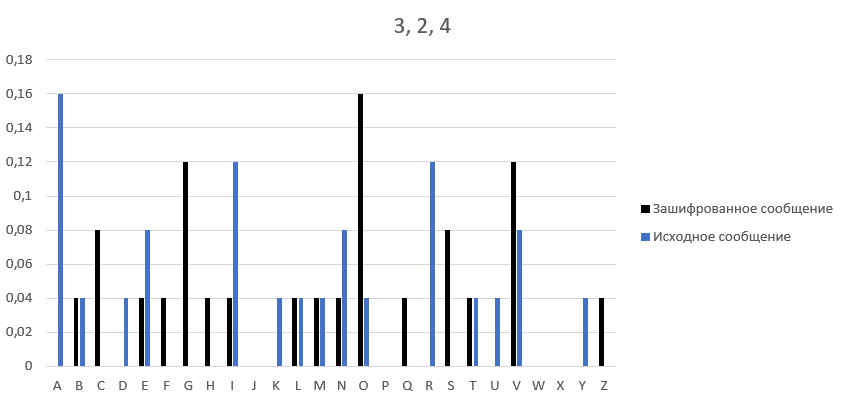 3, 2, 4
0,18
0,16
0,14
0,12
0,1
0,08
0,06
0,04
0,02
0
A B C D E F G H I J K L M N O P Q R S T U V W X Y Z
Зашифрованное сообщение
Исходное сообщение